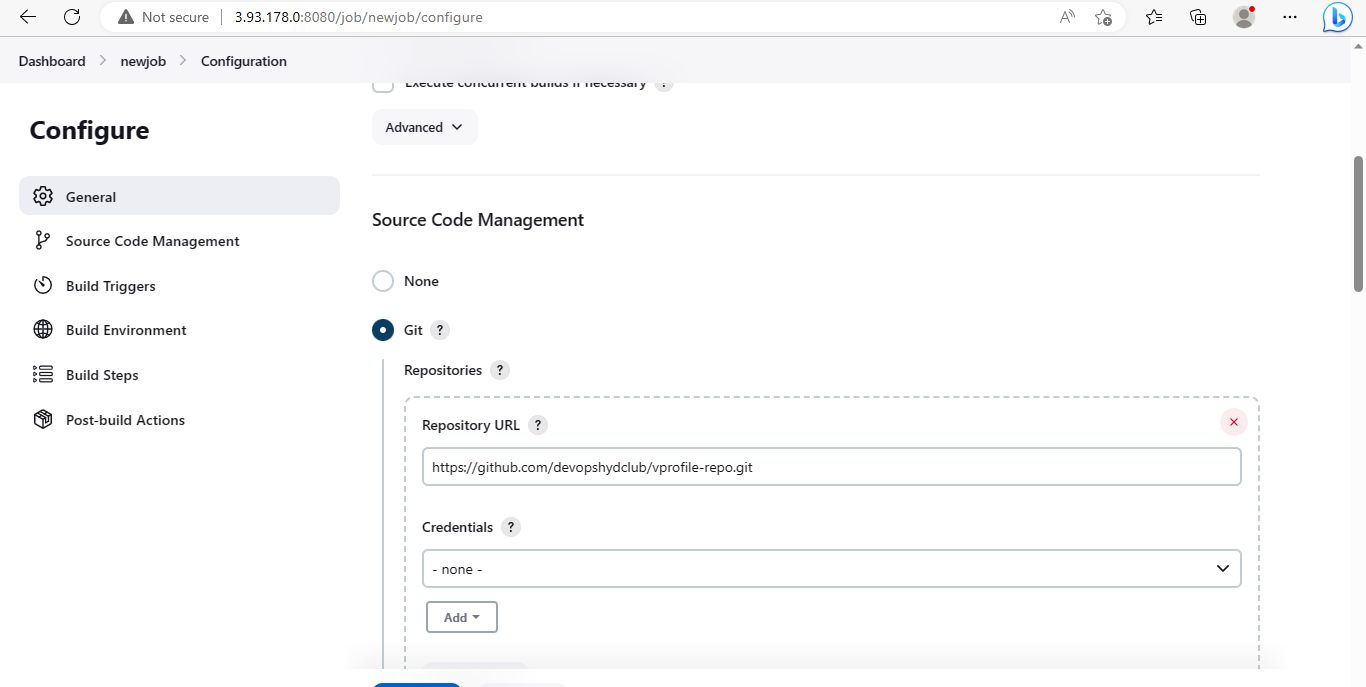 Not secure
3.93.178.0:8080/job/newjob/configure
Dashboard
newjob
Configuration
Execute concurrent builds if necessary ?
Configure
Advanced
General
Source Code Management
Build Triggers
Build Environment
Build Steps
Post-build Actions
Source Code Management
None
Git ?
Repositories ?
Repository URL ?
https://github.com/devopshydclub/vprofile-repo.git
Credentials ?
- none -
Add